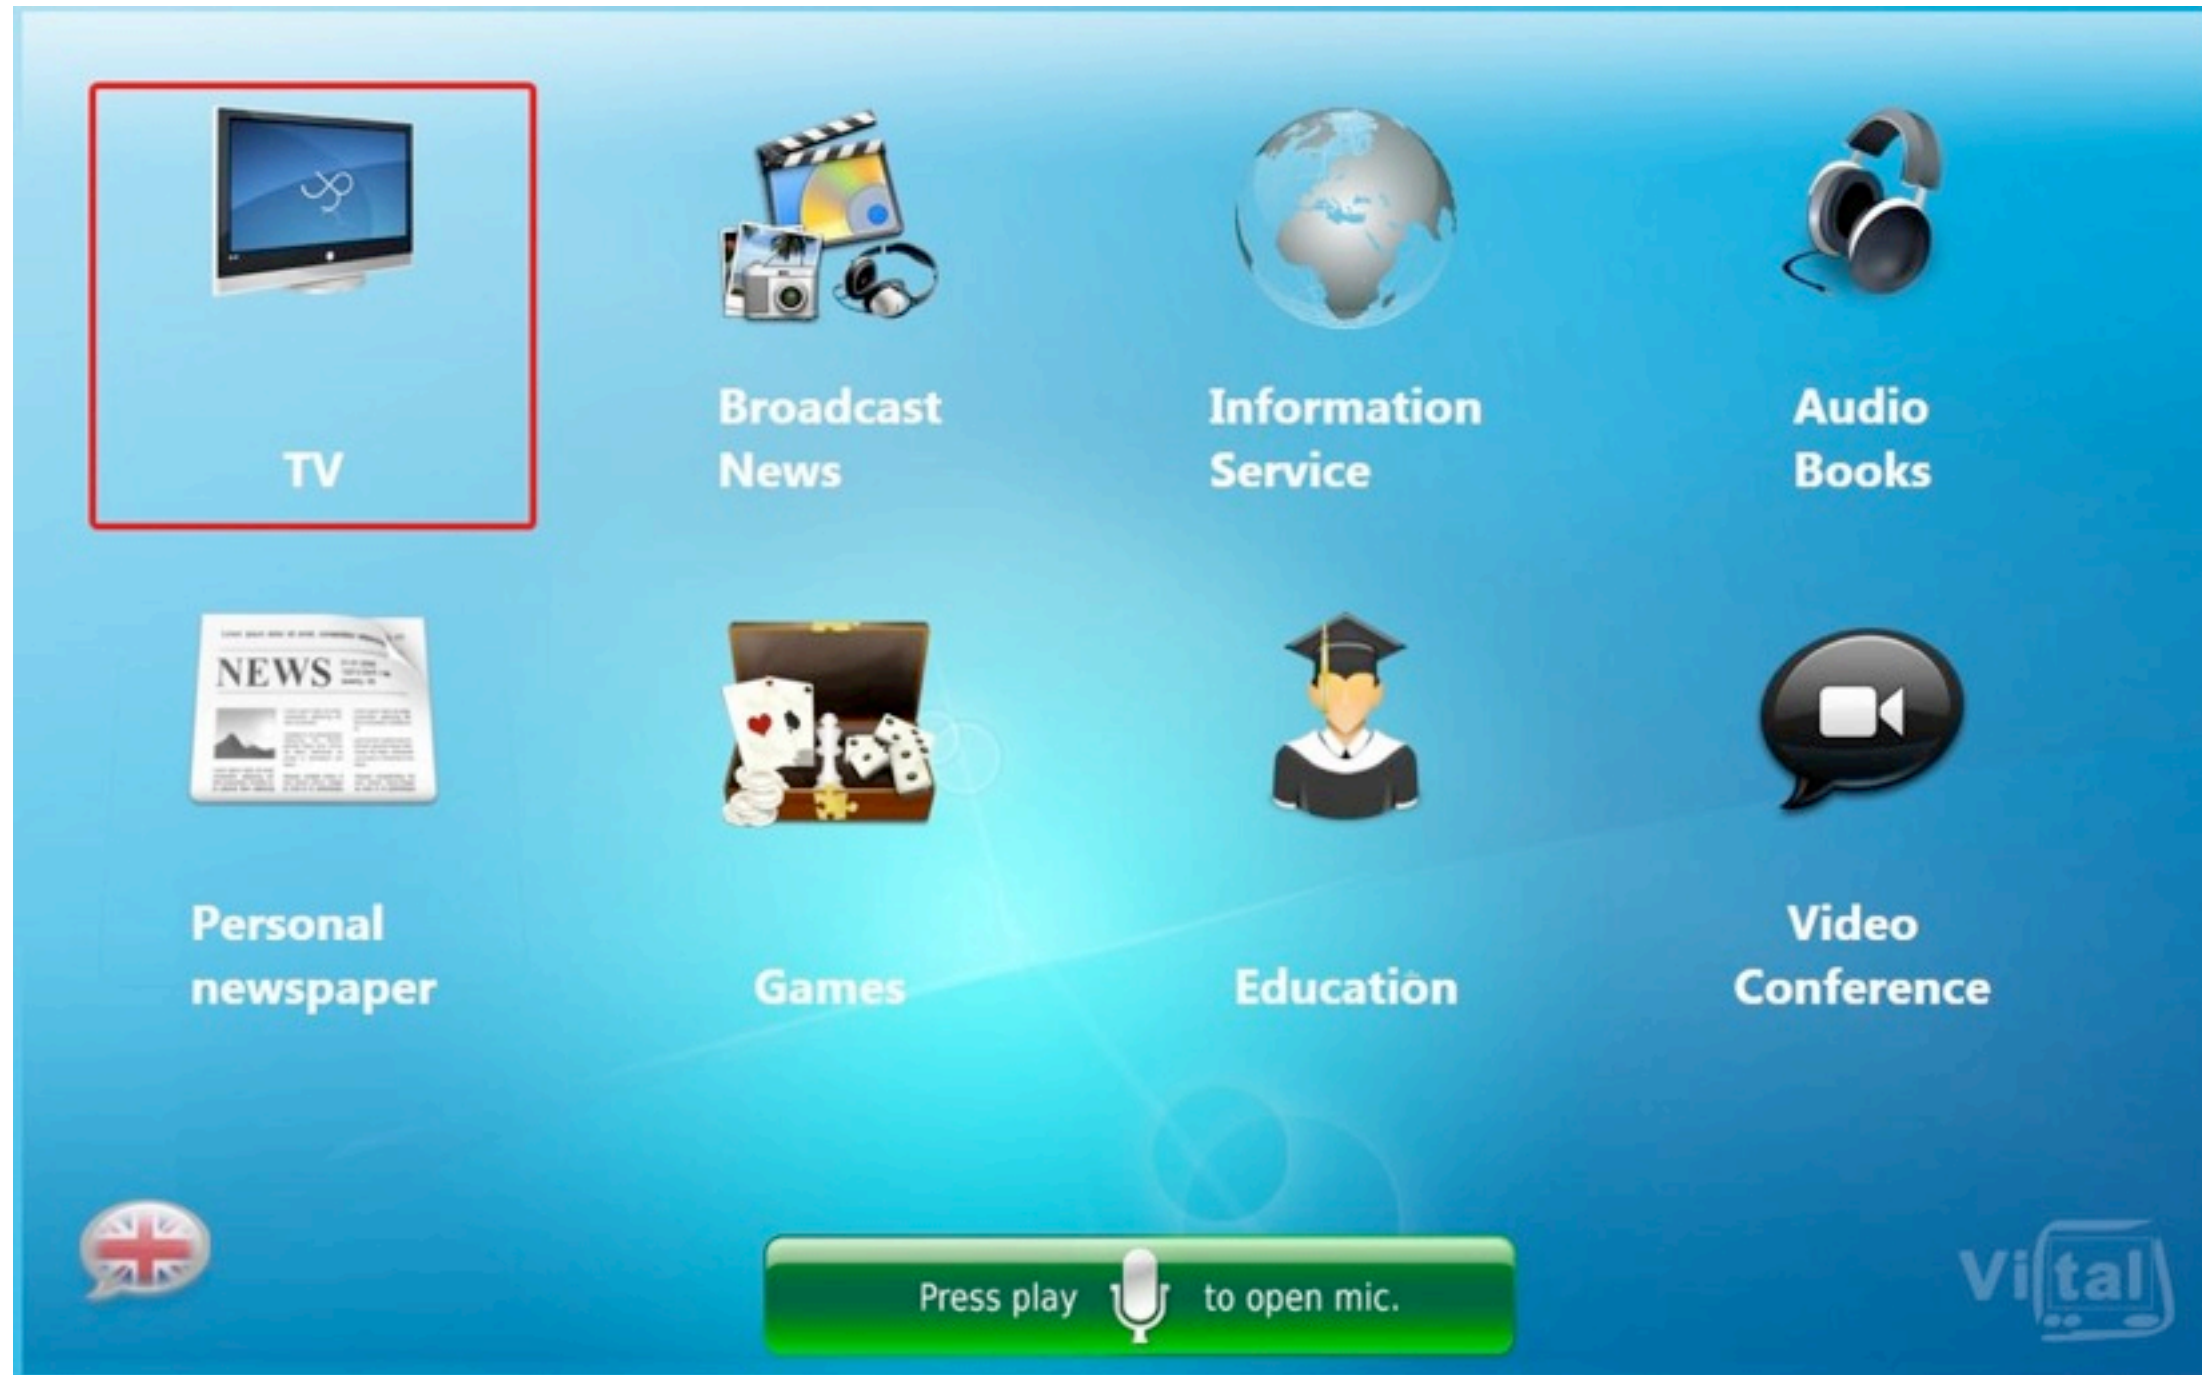 TV
Broadcast
News
Information
Service
Audio
Books
NEWS
Personal
newspaper
Games
Education
Video
Conference
Press play to open mic.
Vital